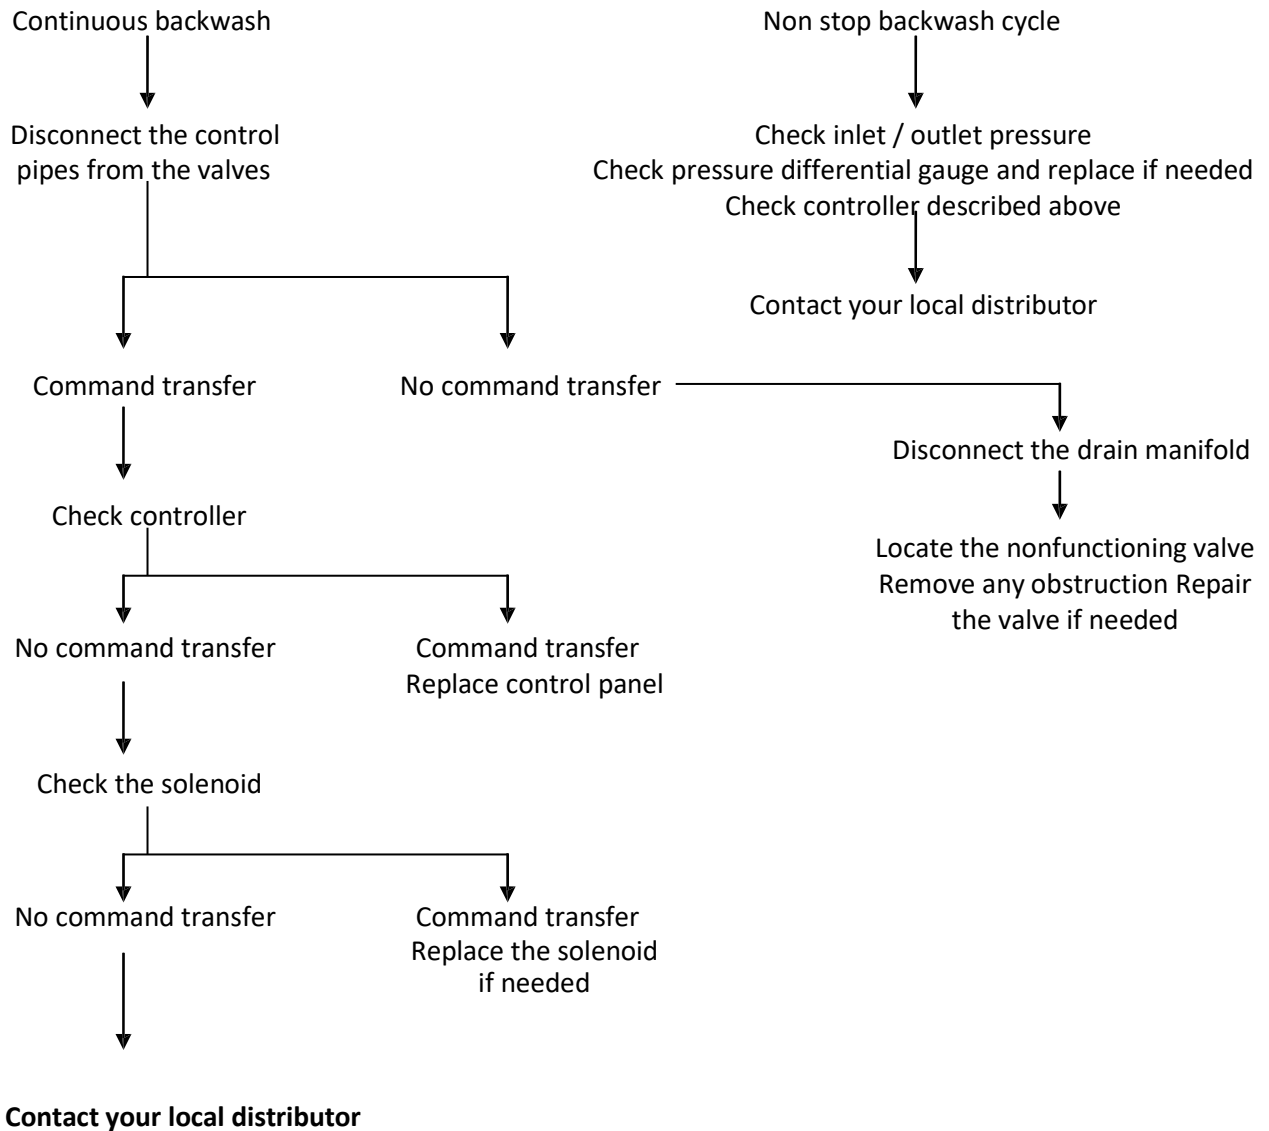 Continuous backwash
Non stop backwash cycle
Disconnect the control
pipes from the valves
Check inlet / outlet pressure
Check pressure differential gauge and replace if needed
Check controller described above
Contact your local distributor
Command transfer
No command transfer
Disconnect the drain manifold
Check controller
Locate the nonfunctioning valve
Remove any obstruction Repair
the valve if needed
No command transfer
Command transfer
Replace control panel
Check the solenoid
No command transfer
Command transfer
Replace the solenoid
if needed
Contact your local distributor